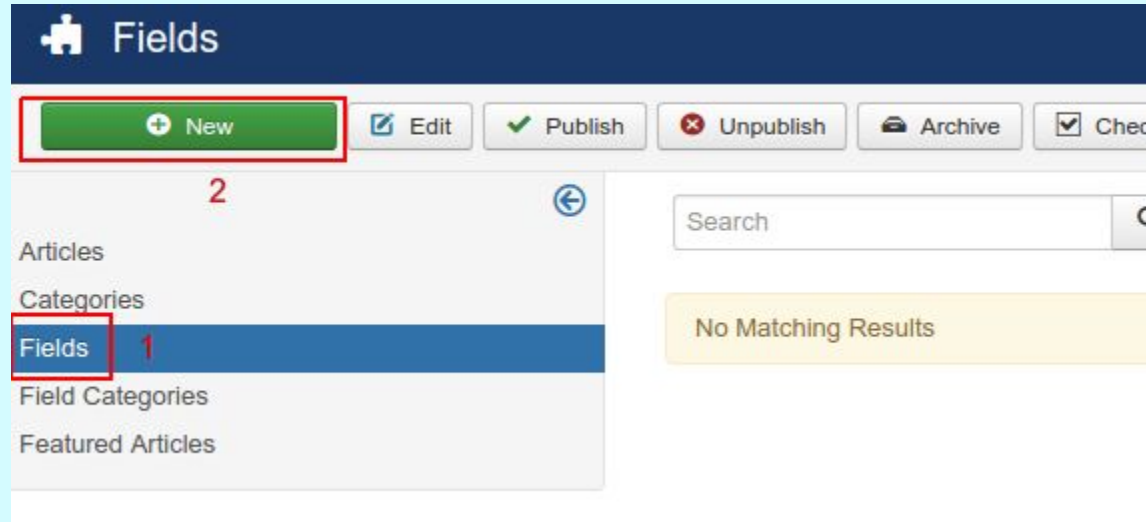 Fields
New Edit Publish Unpublish Archive Chec
2
Search
Articles
Categories
No Matching Results
Fields 1
Field Categories
Featured Articles